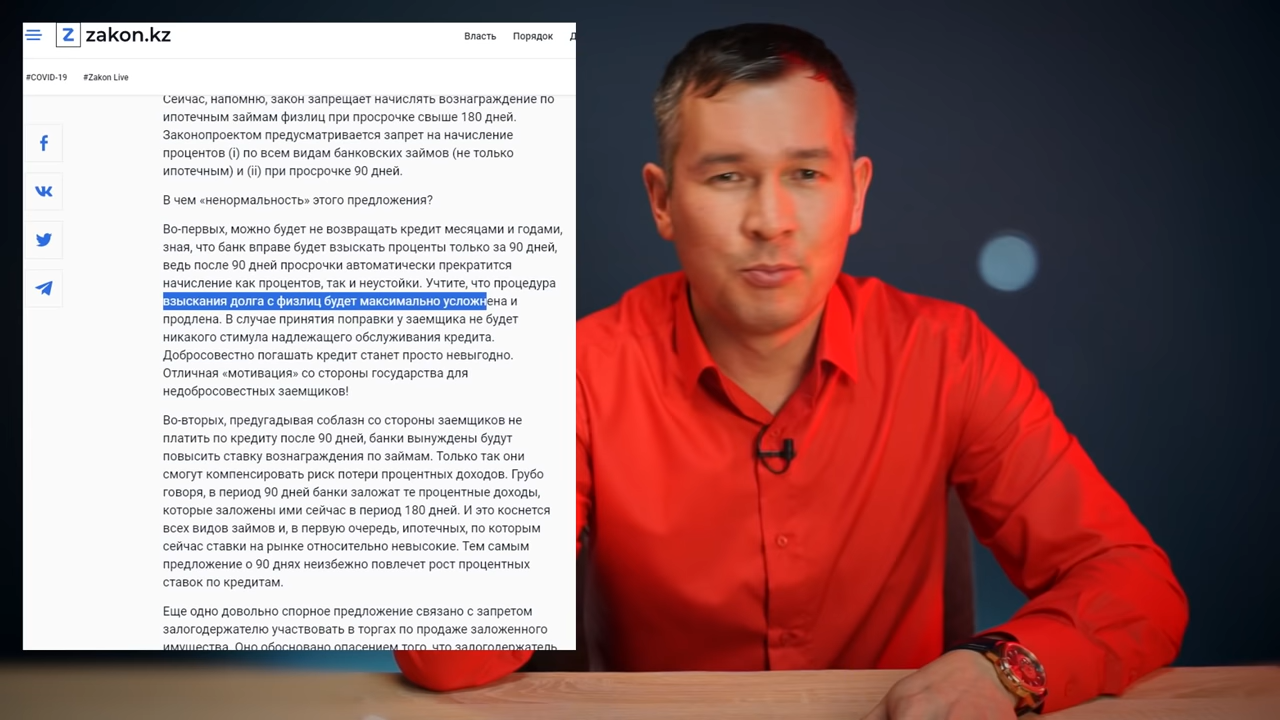 Z zakon.kz
Власть Порядок Д
#COVID-19 #Zakon Live
Сейчас, напомню, закон запрещает начислять вознаграждение по
ипотечным займам физлиц при просрочке свыше 180 дней.
Законопроектом предусматривается запрет на начисление
процентов (i) по всем видам банковских займов (не только
ипотечным) и (ii) при просрочке 90 дней.
В чем «ненормальность» этого предложения?
Во-первых, можно будет не возвращать кредит месяцами и годами,
зная, что банк вправе будет взыскать проценты только за 90 дней,
ведь после 90 дней просрочки автоматически прекратится
начисление как процентов, так и неустойки. Учтите, что процедура
взыскания долга с физлиц будет максимально усложнена и
продлена. В случае принятия поправки у заемщика не будет
никакого стимула надлежащего обслуживания кредита.
Добросовестно погашать кредит станет просто невыгодно.
Отличная «мотивация» со стороны государства для
недобросовестных заемщиков!
Во-вторых, предугадывая соблазн со стороны заемщиков не
платить по кредиту после 90 дней, банки вынуждены будут
повысить ставку вознаграждения по займам. Только так они
смогут компенсировать риск потери процентных доходов. Грубо
говоря, в период 90 дней банки заложат те процентные доходы,
которые заложены ими сейчас в период 180 дней. И это коснется
всех видов займов и, в первую очередь, ипотечных, по которым
сейчас ставки на рынке относительно невысокие. Тем самым
предложение о 90 днях неизбежно повлечет рост процентных
ставок по кредитам.
Еще одно довольно спорное предложение связано с запретом
залогодержателю участвовать в торгах по продаже заложенного
имущества. Оно обосновано опасением того, что залогодержатель